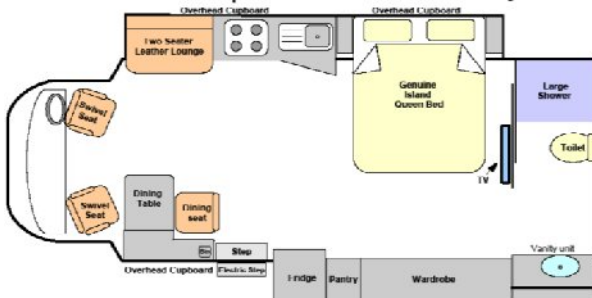 Overhead Cupboard
Overhead Cupboard
Two Seater
Leather Lounge
Genuine
Island
Queen Bed
Large
Shower
Swivel
Seat
Toilet
TV
Swivel
Seat
Dining
Table
Dining
seat
Bin
Step
Vanity unit
Overhead Cupboard
Electric Step
Fridge
Pantry
Wardrobe